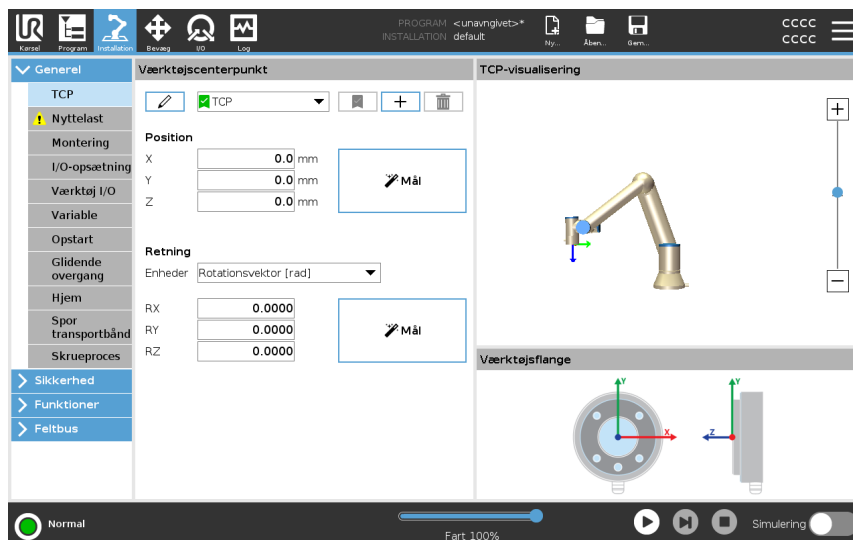 UR
Kørsel
Program
Installation
Bevæg
I/O
Log
PROGRAM <unavngivet>*
INSTALLATION default
Ny...
Åben...
Gem...
CCCC
CCCC
Generel
TCP
Nyttelast
Montering
I/O-opsætning
Værktøj I/O
Variable
Opstart
Glidende
overgang
Hjem
Spor
transportbånd
Skrueproces
Sikkerhed
Funktioner
Feltbus
Værktøjscenterpunkt
TCP
Position
X 0.0 mm
Y 0.0 mm
Z 0.0 mm
Mål
Retning
Enheder Rotationsvektor [rad]
RX 0.0000
RY 0.0000
RZ 0.0000
Mål
TCP-visualisering
Værktøjsflange
Y
X
Y
Z
Normal
Fart 100%
Simulering